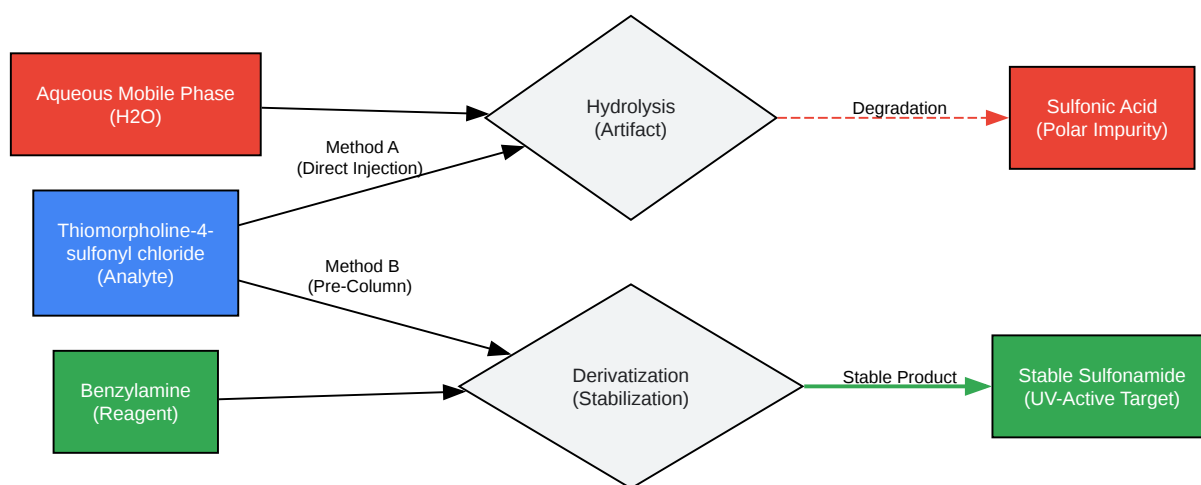 Aqueous Mobile Phase
(H2O)
Method A
(Direct Injection)
Hydrolysis
(Artifact)
Degradation
Sulfonic Acid
(Polar Impurity)
Thiomorpholine-4-
sulfonyl chloride
(Analyte)
Method B
(Pre-Column)
Benzylamine
(Reagent)
Derivatization
(Stabilization)
Stable Product
Stable Sulfonamide
(UV-Active Target)